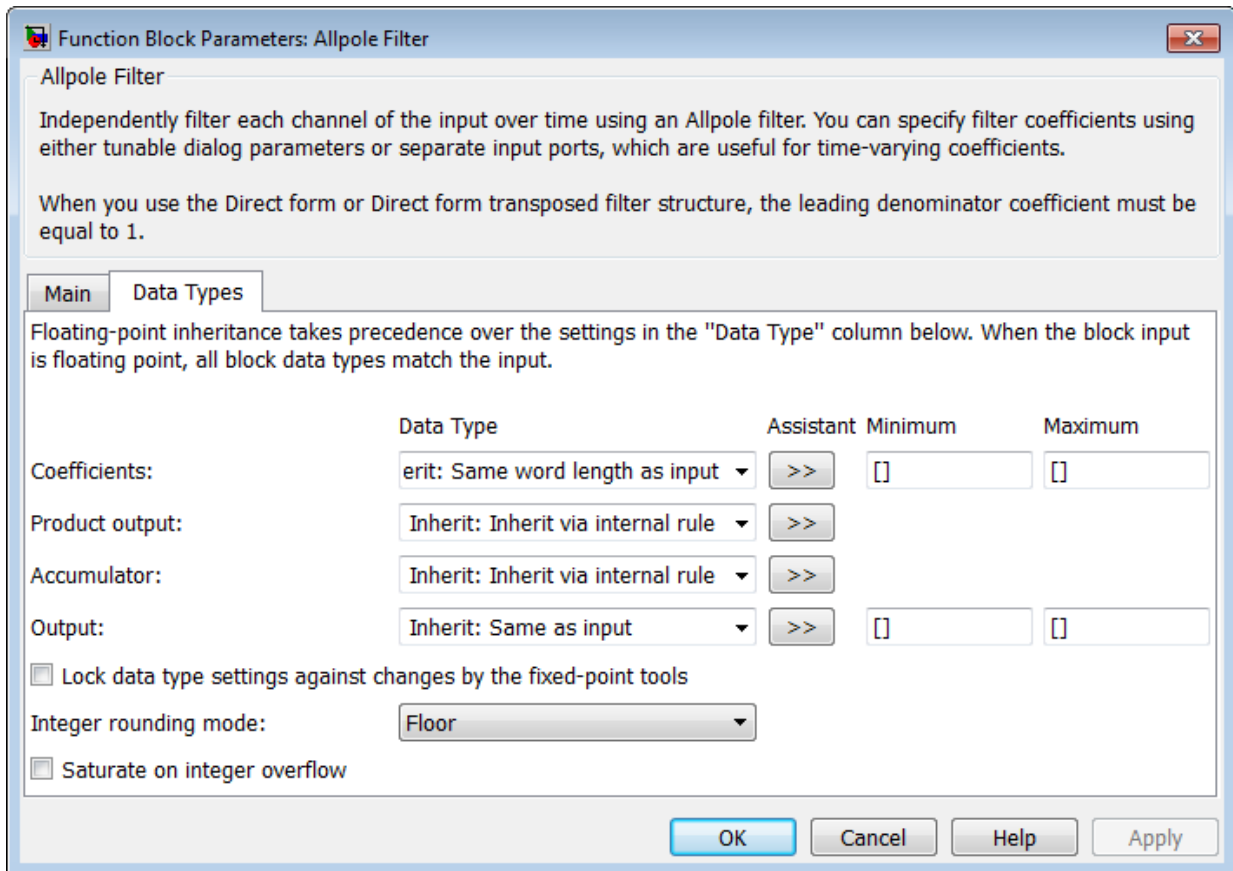 Function Block Parameters: Allpole Filter
Allpole Filter
Independently filter each channel of the input over time using an Allpole filter. You can specify filter coefficients using
either tunable dialog parameters or separate input ports, which are useful for time-varying coefficients.
When you use the Direct form or Direct form transposed filter structure, the leading denominator coefficient must be
equal to 1.
Main Data Types
Floating-point inheritance takes precedence over the settings in the "Data Type" column below. When the block input
is floating point, all block data types match the input.
Data Type Assistant Minimum Maximum
Coefficients: erit: Same word length as input >> [] []
Product output: Inherit: Inherit via internal rule >>
Accumulator: Inherit: Inherit via internal rule >>
Output: Inherit: Same as input >> [] []
Lock data type settings against changes by the fixed-point tools
Integer rounding mode: Floor
Saturate on integer overflow
OK Cancel Help Apply